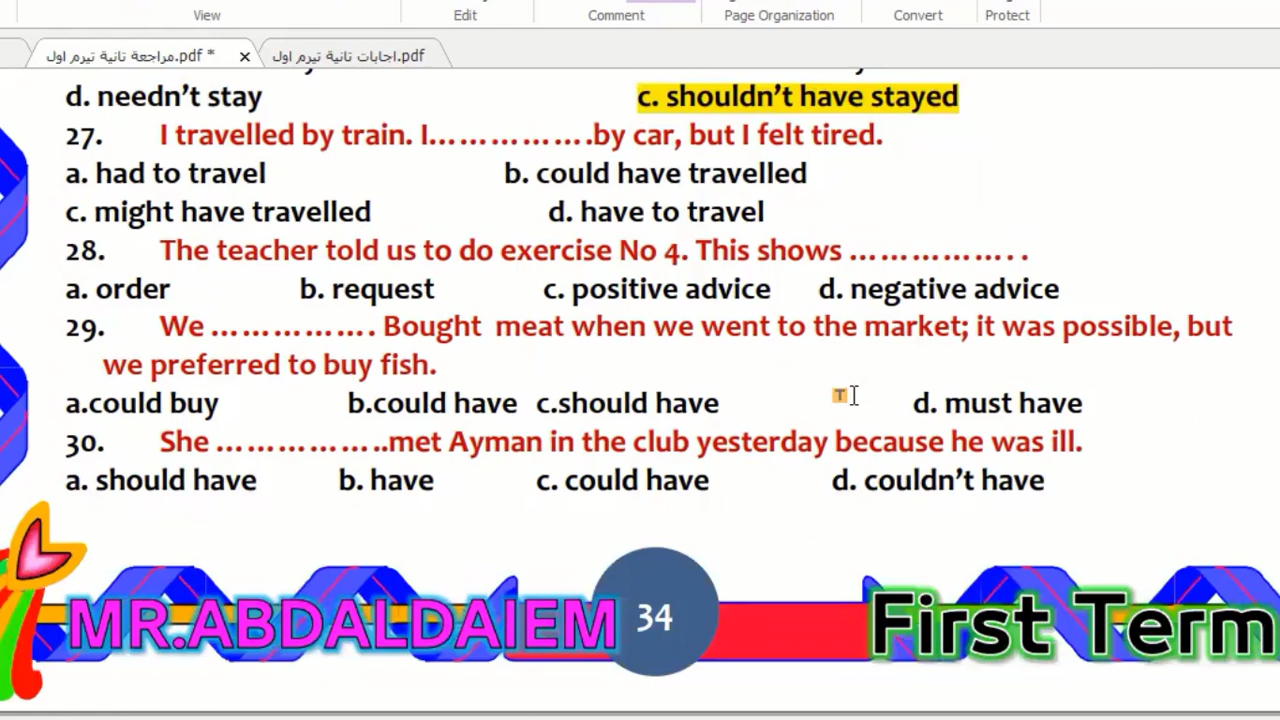 View Edit Comment Page Organization Convert Protect
مراجعة تانية تيرم اول.pdf * x اجابات تانية تيرم اول.pdf
d. needn’t stay c. shouldn’t have stayed
27. I travelled by train. I…………….by car, but I felt tired.
a. had to travel b. could have travelled
c. might have travelled d. have to travel
28. The teacher told us to do exercise No 4. This shows …………….. .
a. order b. request c. positive advice d. negative advice
29. We ……………. Bought meat when we went to the market; it was possible, but
we preferred to buy fish.
a.could buy b.could have c.should have d. must have
30. She ……………..met Ayman in the club yesterday because he was ill.
a. should have b. have c. could have d. couldn’t have
MR.ABDALDAIEM 34 First Term